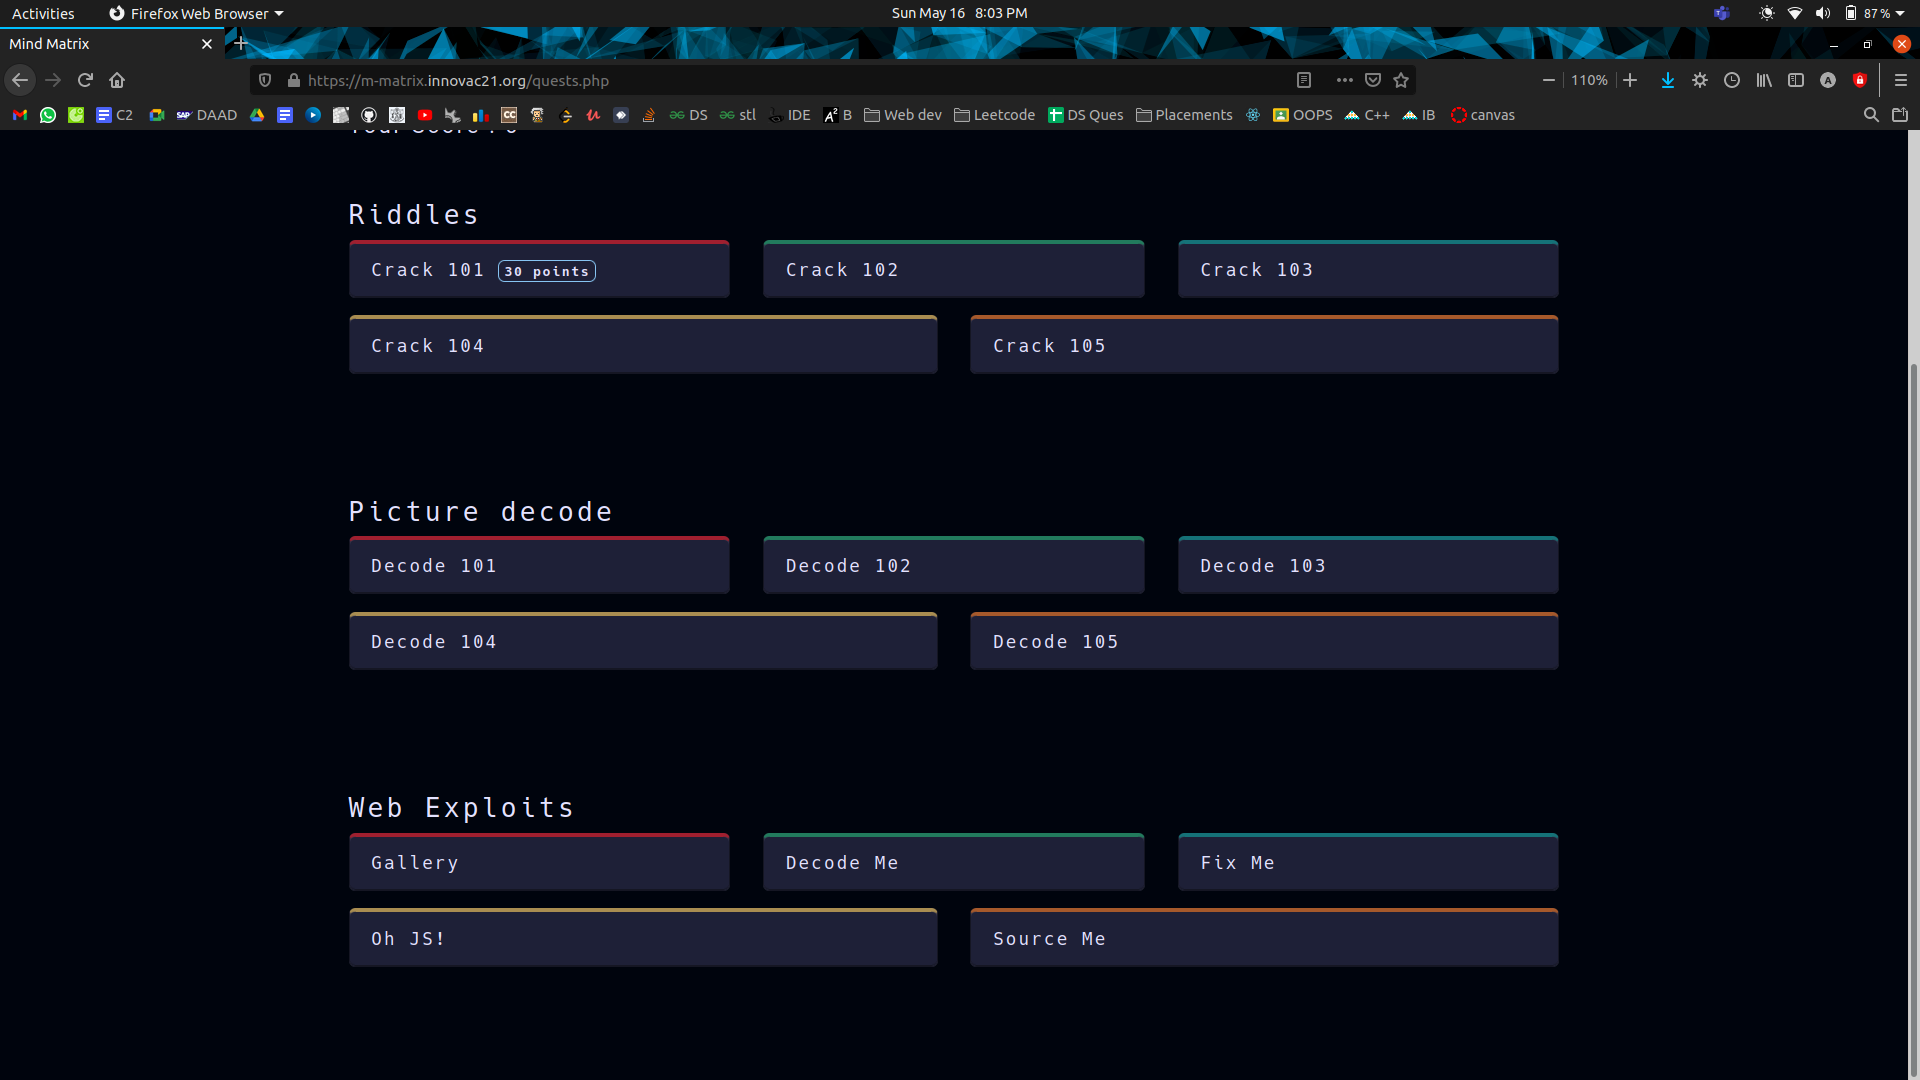 Activities Firefox Web Browser Sun May 16 8:03 PM 87 %
Mind Matrix
https://m-matrix.innovac21.org/quests.php 110%
C2 DAAD DS stl IDE B Web dev Leetcode DS Ques Placements OOPS C++ IB canvas
Riddles
Crack 101 30 points Crack 102 Crack 103
Crack 104 Crack 105
Picture decode
Decode 101 Decode 102 Decode 103
Decode 104 Decode 105
Web Exploits
Gallery Decode Me Fix Me
Oh JS! Source Me